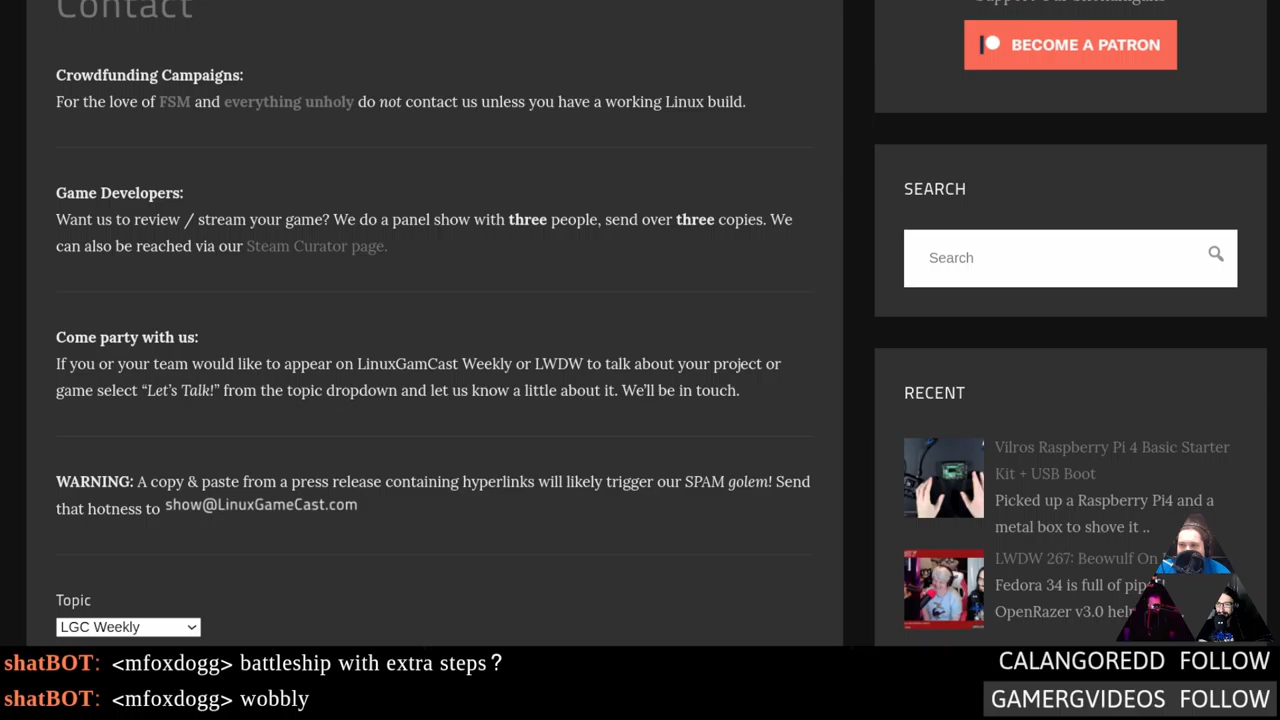 Contact
Crowdfunding Campaigns:
For the love of FSM and everything unholy do not contact us unless you have a working Linux build.
Game Developers:
Want us to review / stream your game? We do a panel show with three people, send over three copies. We
can also be reached via our Steam Curator page.
Come party with us:
If you or your team would like to appear on LinuxGamCast Weekly or LWDW to talk about your project or
game select “Let’s Talk!” from the topic dropdown and let us know a little about it. We’ll be in touch.
WARNING: A copy & paste from a press release containing hyperlinks will likely trigger our SPAM golem! Send
that hotness to show@LinuxGameCast.com
Topic
LGC Weekly
BECOME A PATRON
SEARCH
Search
RECENT
Vilros Raspberry Pi 4 Basic Starter
Kit + USB Boot
Picked up a Raspberry Pi4 and a
metal box to shove it ..
LWDW 267: Beowulf On
Fedora 34 is full of
OpenRazer v3.0
shatBOT: <mfoxdogg> battleship with extra steps?
shatBOT: <mfoxdogg> wobbly
CALANGOREDD FOLLOW
GAMERGVIDEOS FOLLOW